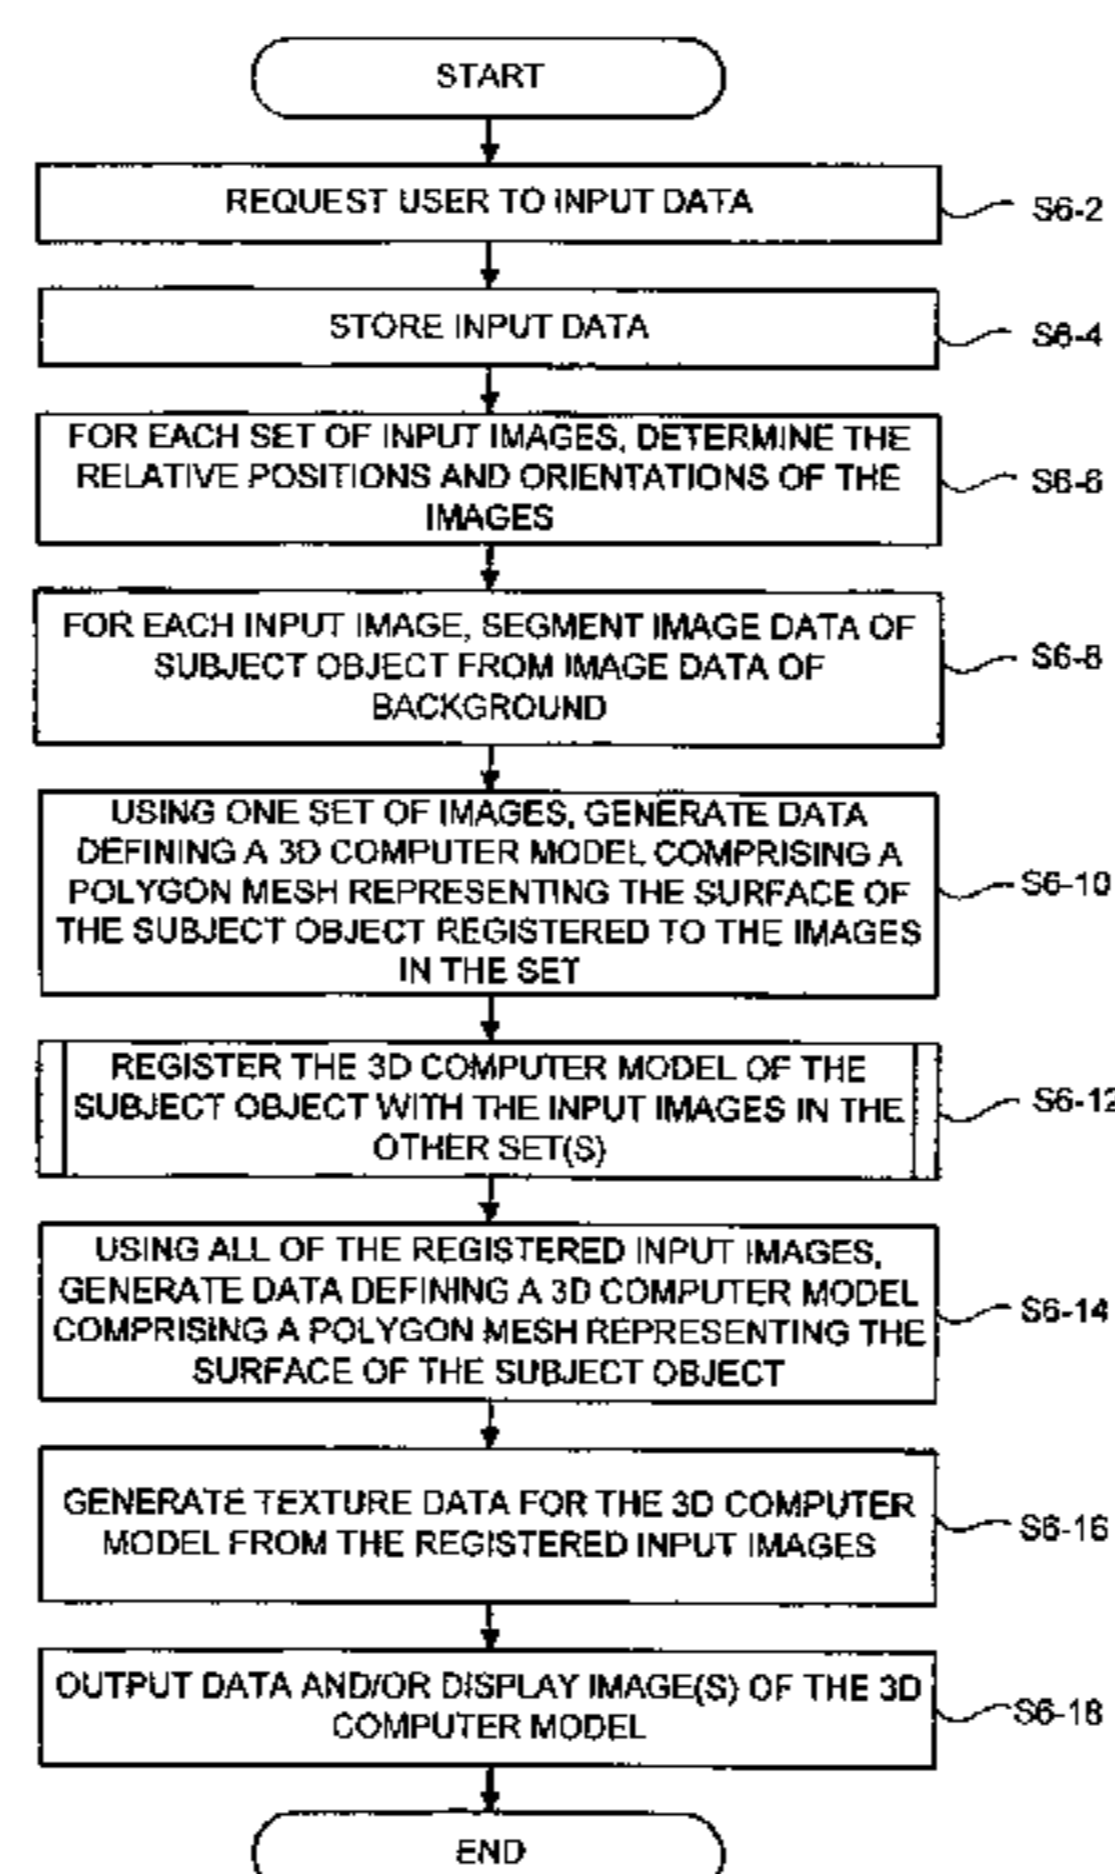 START
REQUEST USER TO INPUT DATA
S6-2
STORE INPUT DATA
S6-4
FOR EACH SET OF INPUT IMAGES, DETERMINE THE
RELATIVE POSITIONS AND ORIENTATIONS OF THE
IMAGES
S6-6
FOR EACH INPUT IMAGE, SEGMENT IMAGE DATA OF
SUBJECT OBJECT FROM IMAGE DATA OF
BACKGROUND
S6-8
USING ONE SET OF IMAGES, GENERATE DATA
DEFINING A 3D COMPUTER MODEL COMPRISING A
POLYGON MESH REPRESENTING THE SURFACE OF
THE SUBJECT OBJECT REGISTERED TO THE IMAGES
IN THE SET
S6-10
REGISTER THE 3D COMPUTER MODEL OF THE
SUBJECT OBJECT WITH THE INPUT IMAGES IN THE
OTHER SET(S)
S6-12
USING ALL OF THE REGISTERED INPUT IMAGES,
GENERATE DATA DEFINING A 3D COMPUTER MODEL
COMPRISING A POLYGON MESH REPRESENTING THE
SURFACE OF THE SUBJECT OBJECT
S6-14
GENERATE TEXTURE DATA FOR THE 3D COMPUTER
MODEL FROM THE REGISTERED INPUT IMAGES
S6-16
OUTPUT DATA AND/OR DISPLAY IMAGE(S) OF THE 3D
COMPUTER MODEL
S6-18
END